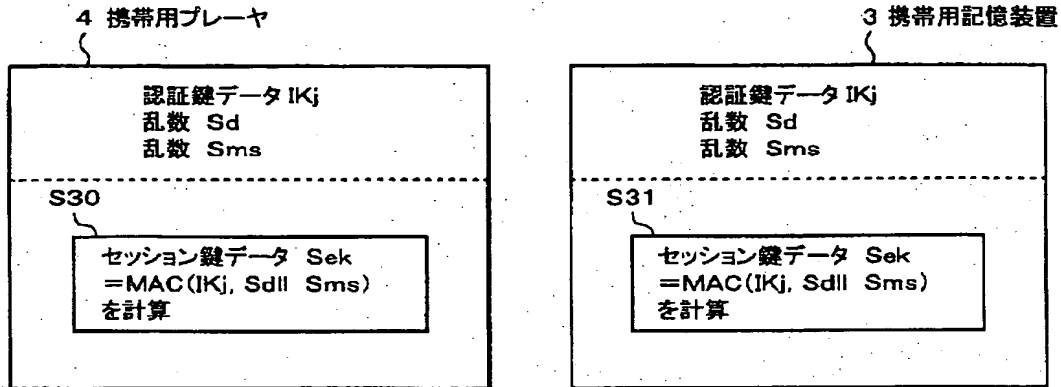 4 携帯用プレーヤ
認証鍵データ IKj
乱数 Sd
乱数 Sms
S30
セッション鍵データ Sek
=MAC(IKj, Sdll Sms)
を計算
3 携帯用記憶装置
認証鍵データ IKj
乱数 Sd
乱数 Sms
S31
セッション鍵データ Sek
=MAC(IKj, Sdll Sms)
を計算